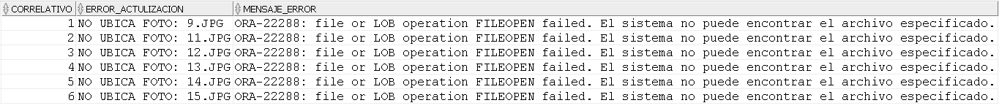 CORRELATIVO ERROR_ACTULIZACION MENSAJE_ERROR
1 NO UBICA FOTO: 9.JPG ORA-22288: file or LOB operation FILEOPEN failed. El sistema no puede encontrar el archivo especificado.
2 NO UBICA FOTO: 11.JPG ORA-22288: file or LOB operation FILEOPEN failed. El sistema no puede encontrar el archivo especificado.
3 NO UBICA FOTO: 12.JPG ORA-22288: file or LOB operation FILEOPEN failed. El sistema no puede encontrar el archivo especificado.
4 NO UBICA FOTO: 13.JPG ORA-22288: file or LOB operation FILEOPEN failed. El sistema no puede encontrar el archivo especificado.
5 NO UBICA FOTO: 14.JPG ORA-22288: file or LOB operation FILEOPEN failed. El sistema no puede encontrar el archivo especificado.
6 NO UBICA FOTO: 15.JPG ORA-22288: file or LOB operation FILEOPEN failed. El sistema no puede encontrar el archivo especificado.